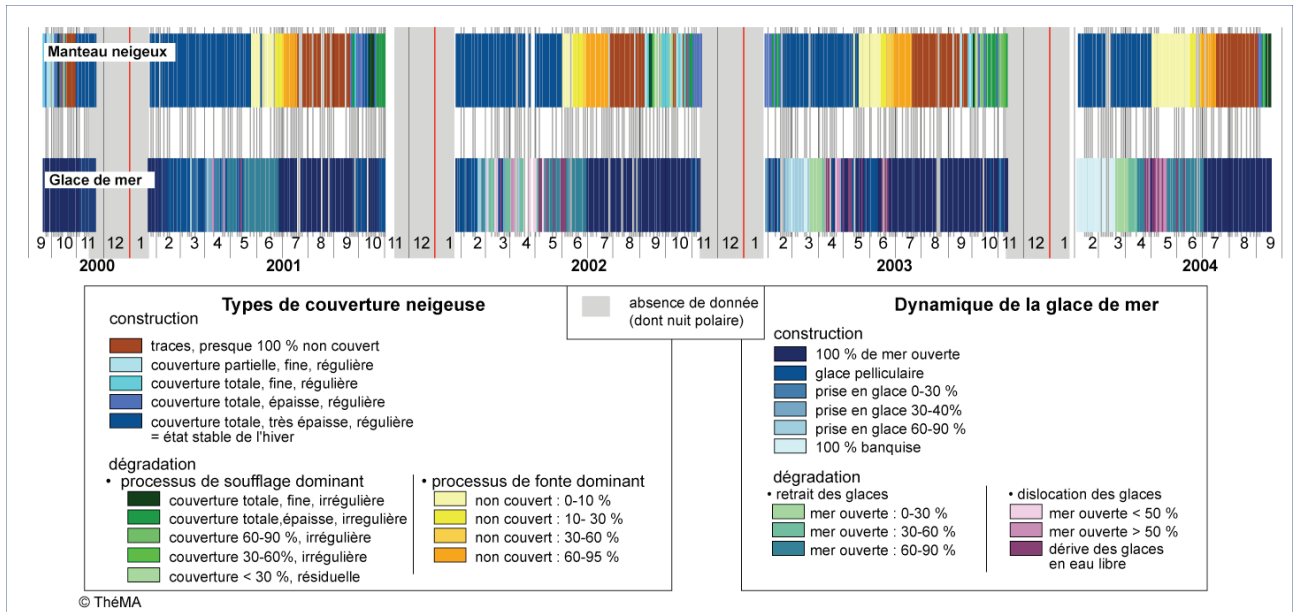 Manteau neigeux
Glace de mer
9 10 11 12 1 2 3 4 5 6 7 8 9 10 11 12 1 2 3 4 5 6 7 8 9 10 11 12 1 2 3 4 5 6 7 8 9 10 11 12 1 2 3 4 5 6 7 8 9
2000 2001 2002 2003 2004
Types de couverture neigeuse
construction
traces, presque 100 % non couvert
couverture partielle, fine, régulière
couverture totale, fine, régulière
couverture totale, épaisse, régulière
couverture totale, très épaisse, régulière
= état stable de l'hiver
dégradation
• processus de soufflage dominant
couverture totale, fine, irrégulière
couverture totale,épaisse, irregulière
couverture 60-90 %, irrégulière
couverture 30-60%, irrégulière
couverture < 30 %, résiduelle
• processus de fonte dominant
non couvert : 0-10 %
non couvert : 10- 30 %
non couvert : 30-60 %
non couvert : 60-95 %
absence de donnée
(dont nuit polaire)
Dynamique de la glace de mer
construction
100 % de mer ouverte
glace pelliculaire
prise en glace 0-30 %
prise en glace 30-40%
prise en glace 60-90 %
100 % banquise
dégradation
• retrait des glaces
mer ouverte : 0-30 %
mer ouverte : 30-60 %
mer ouverte : 60-90 %
• dislocation des glaces
mer ouverte < 50 %
mer ouverte > 50 %
dérive des glaces
en eau libre
© ThéMA